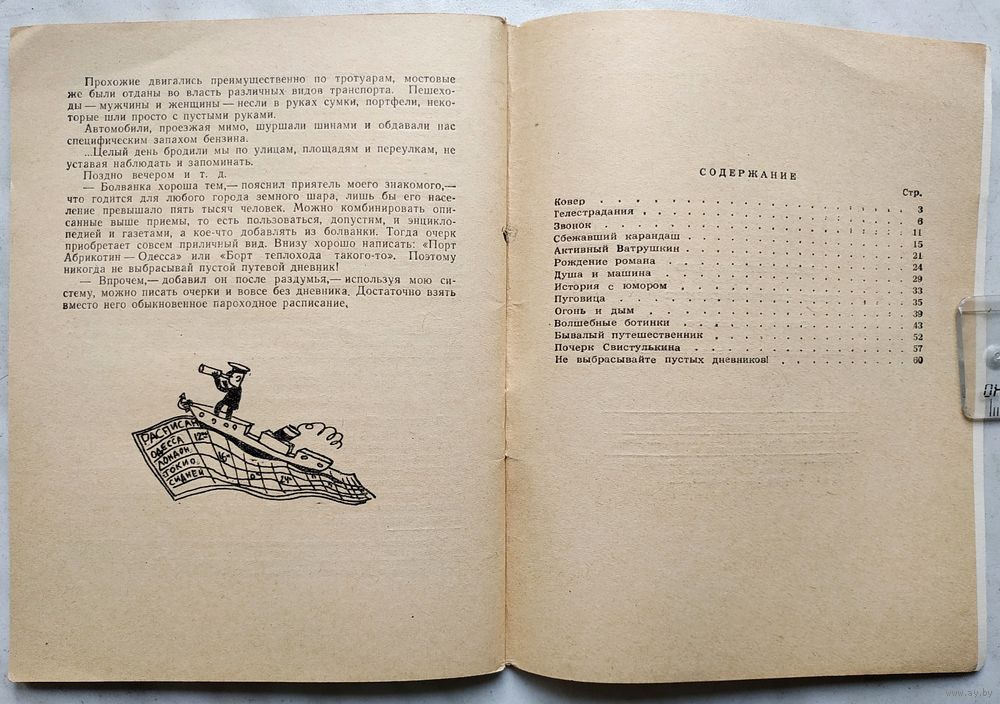 Прохожие двигались преимущественно по тротуарам, мостовые
же были отданы во власть различных видов транспорта. Пешехо-
ды — мужчины и женщины — несли в руках сумки, портфели, неко-
торые шли просто с пустыми руками.
Автомобили, проезжая мимо, шуршали шинами и обдавали нас
специфическим запахом бензина.
...Целый день бродили мы по улицам, площадям и переулкам, не
уставая наблюдать и запоминать.
Поздно вечером и т. д.
— Болванка хороша тем,— пояснил приятель моего знакомого,—
что годится для любого города земного шара, лишь бы его насе-
ление превышало пять тысяч человек. Можно комбинировать опи-
санные выше приемы, то есть пользоваться, допустим, и энцикло-
педией и газетами, а кое-что добавлять из болванки. Тогда очерк
приобретает совсем приличный вид. Внизу хорошо написать: «Порт
Абрикотин — Одесса» или «Борт теплохода такого-то». Поэтому
никогда не выбрасывай пустой путевой дневник!
— Впрочем,— добавил он после раздумья,— используя мою си-
стему, можно писать очерки и вовсе без дневника. Достаточно взять
вместо него обыкновенное пароходное расписание.
РАСПИСАН
ОДЕССА 12
ЛОНДОН 16
ТОКИО
СИДНЕЙ
СОДЕРЖАНИЕ
Стр.
Ковер . . . 3
Телестрадания . . . 6
Звонок . . . 11
Сбежавший карандаш . . . 15
Активный Ватрушкин . . . 21
Рождение романа . . . 24
Душа и машина . . . 29
История с юмором . . . 33
Пуговица . . . 35
Огонь и дым . . . 39
Волшебные ботинки . . . 43
Бывалый путешественник . . . 52
Почерк Свистулькина . . . 57
Не выбрасывайте пустых дневников! . . . 60
www.ay.by